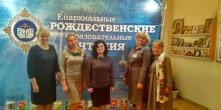 Епархиальные
РОЖДЕСТВЕНСКИЕ
образовательные
чтения